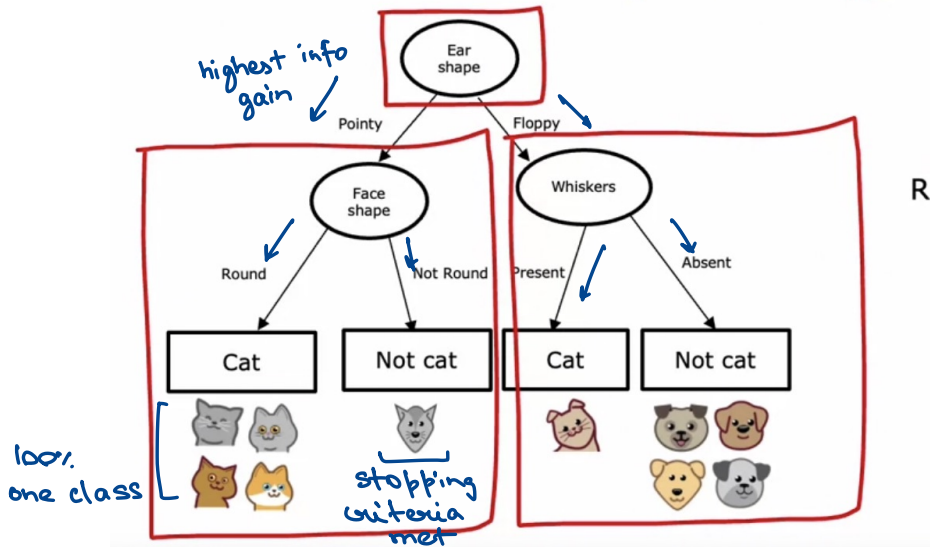 Ear
shape
highest info
gain
Pointy
Floppy
Face
shape
Whiskers
R
Round
Not Round
Present
Absent
Cat
Not cat
Cat
Not cat
100%
one class
stopping
criteria
met